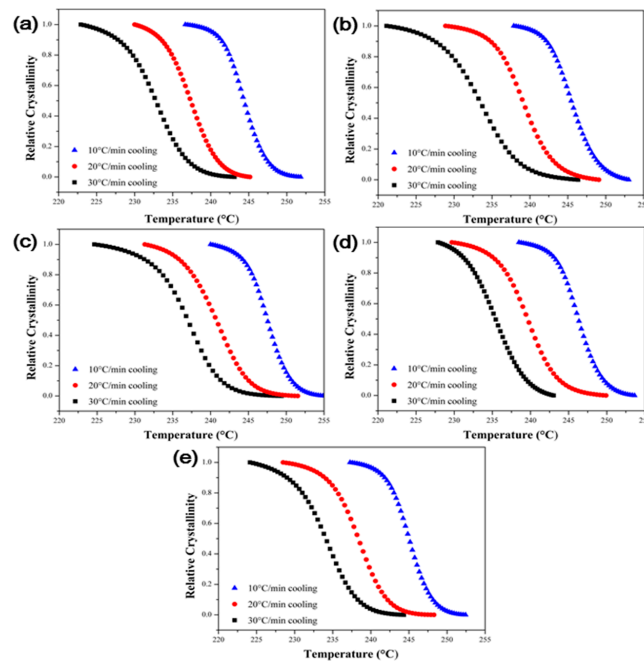 (a)
Relative Crystallinity
1.0
0.8
0.6
0.4
0.2
0.0
10°C/min cooling
20°C/min cooling
30°C/min cooling
220 225 230 235 240 245 250 255
Temperature (°C)
(b)
Relative Crystallinity
1.0
0.8
0.6
0.4
0.2
0.0
10°C/min cooling
20°C/min cooling
30°C/min cooling
220 225 230 235 240 245 250 255
Temperature (°C)
(c)
Relative Crystallinity
1.0
0.8
0.6
0.4
0.2
0.0
10°C/min cooling
20°C/min cooling
30°C/min cooling
220 225 230 235 240 245 250 255
Temperature (°C)
(d)
Relative Crystallinity
1.0
0.8
0.6
0.4
0.2
0.0
10°C/min cooling
20°C/min cooling
30°C/min cooling
220 225 230 235 240 245 250 255
Temperature (°C)
(e)
Relative Crystallinity
1.0
0.8
0.6
0.4
0.2
0.0
10°C/min cooling
20°C/min cooling
30°C/min cooling
220 225 230 235 240 245 250 255
Temperature (°C)